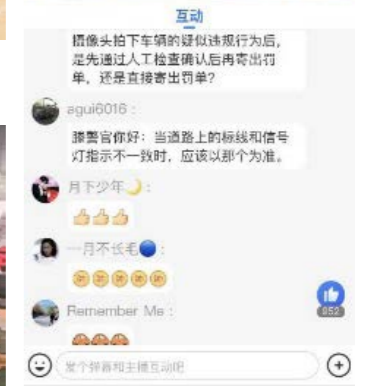 互动
摄像头拍下车辆的疑似违规行为后,
是先通过人工检查确认后再寄出罚
单，还是直接寄出罚单?
agui6016：
滕警官你好：当道路上的标线和信号
灯指示不一致时，应该以那个为准。
月下少年🌙：
一月不长毛🔵：
Remember Me：
952
发个弹幕和主播互动吧